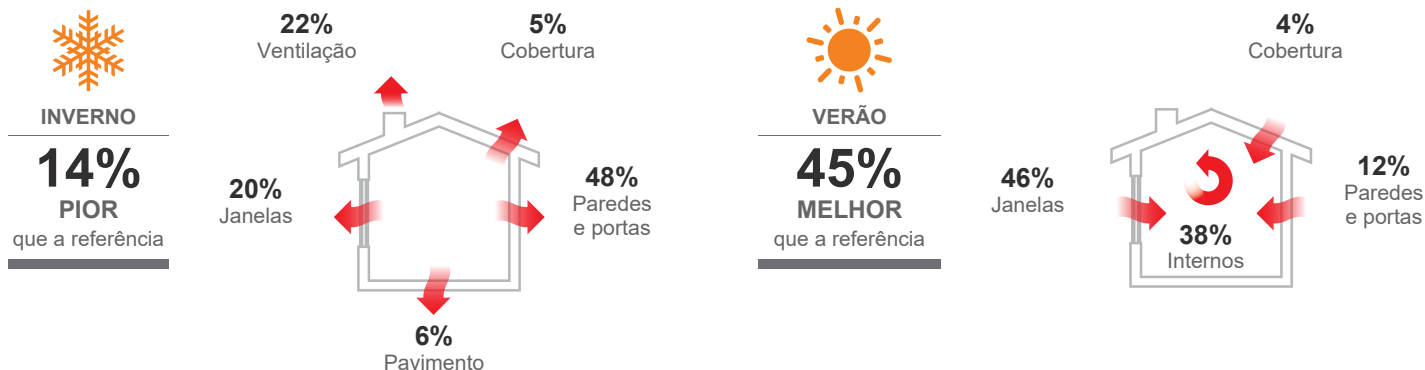 INVERNO
14%
PIOR
que a referência
22%
Ventilação
5%
Cobertura
20%
Janelas
48%
Paredes
e portas
6%
Pavimento
VERÃO
45%
MELHOR
que a referência
4%
Cobertura
46%
Janelas
12%
Paredes
e portas
38%
Internos